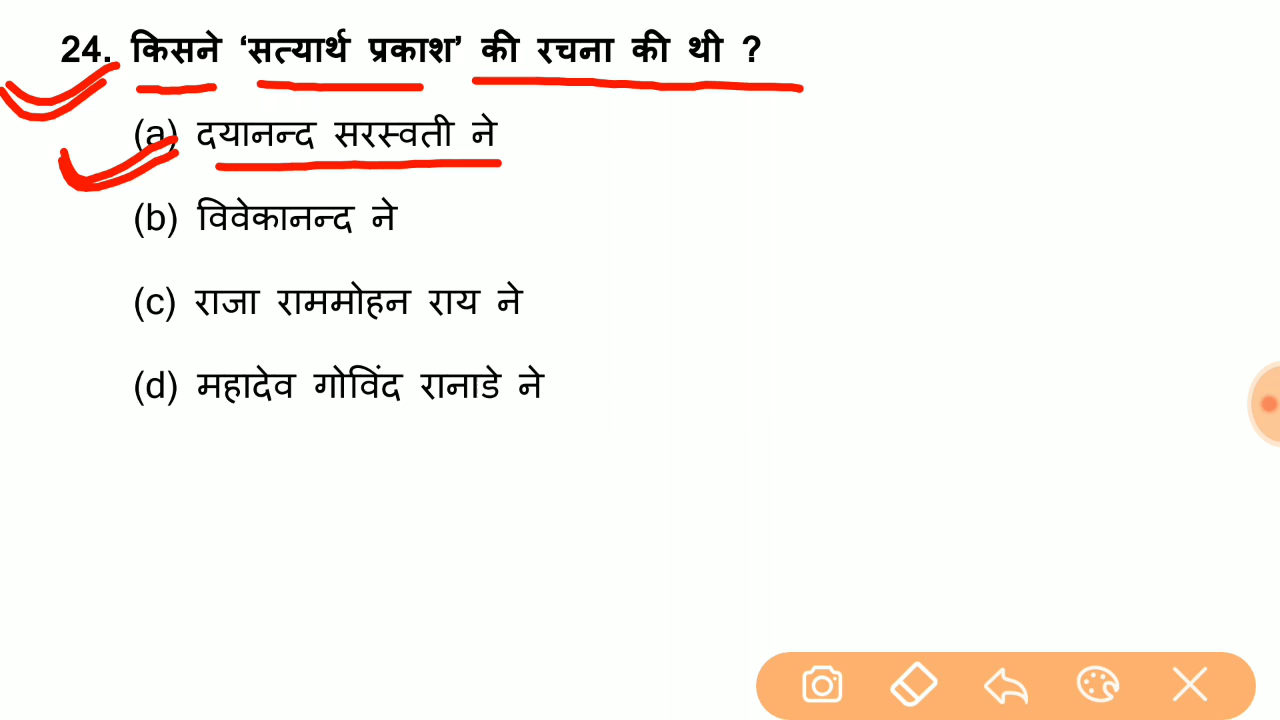 24. किसने ‘सत्यार्थ प्रकाश’ की रचना की थी ?
(a) दयानन्द सरस्वती ने
(b) विवेकानन्द ने
(c) राजा राममोहन राय ने
(d) महादेव गोविंद रानाडे ने